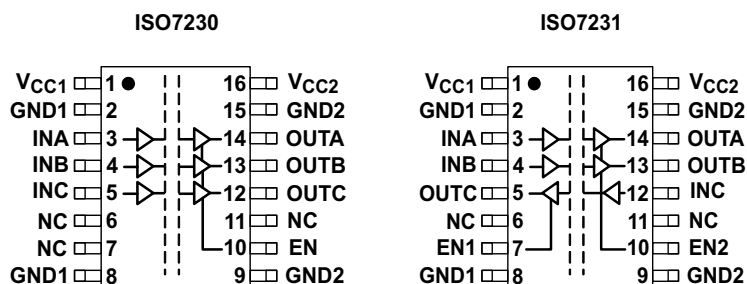 ISO7230
VCC1 1 16 VCC2
GND1 2 15 GND2
INA 3 14 OUTA
INB 4 13 OUTB
INC 5 12 OUTC
NC 6 11 NC
NC 7 10 EN
GND1 8 9 GND2
ISO7231
VCC1 1 16 VCC2
GND1 2 15 GND2
INA 3 14 OUTA
INB 4 13 OUTB
OUTC 5 12 INC
NC 6 11 NC
EN1 7 10 EN2
GND1 8 9 GND2